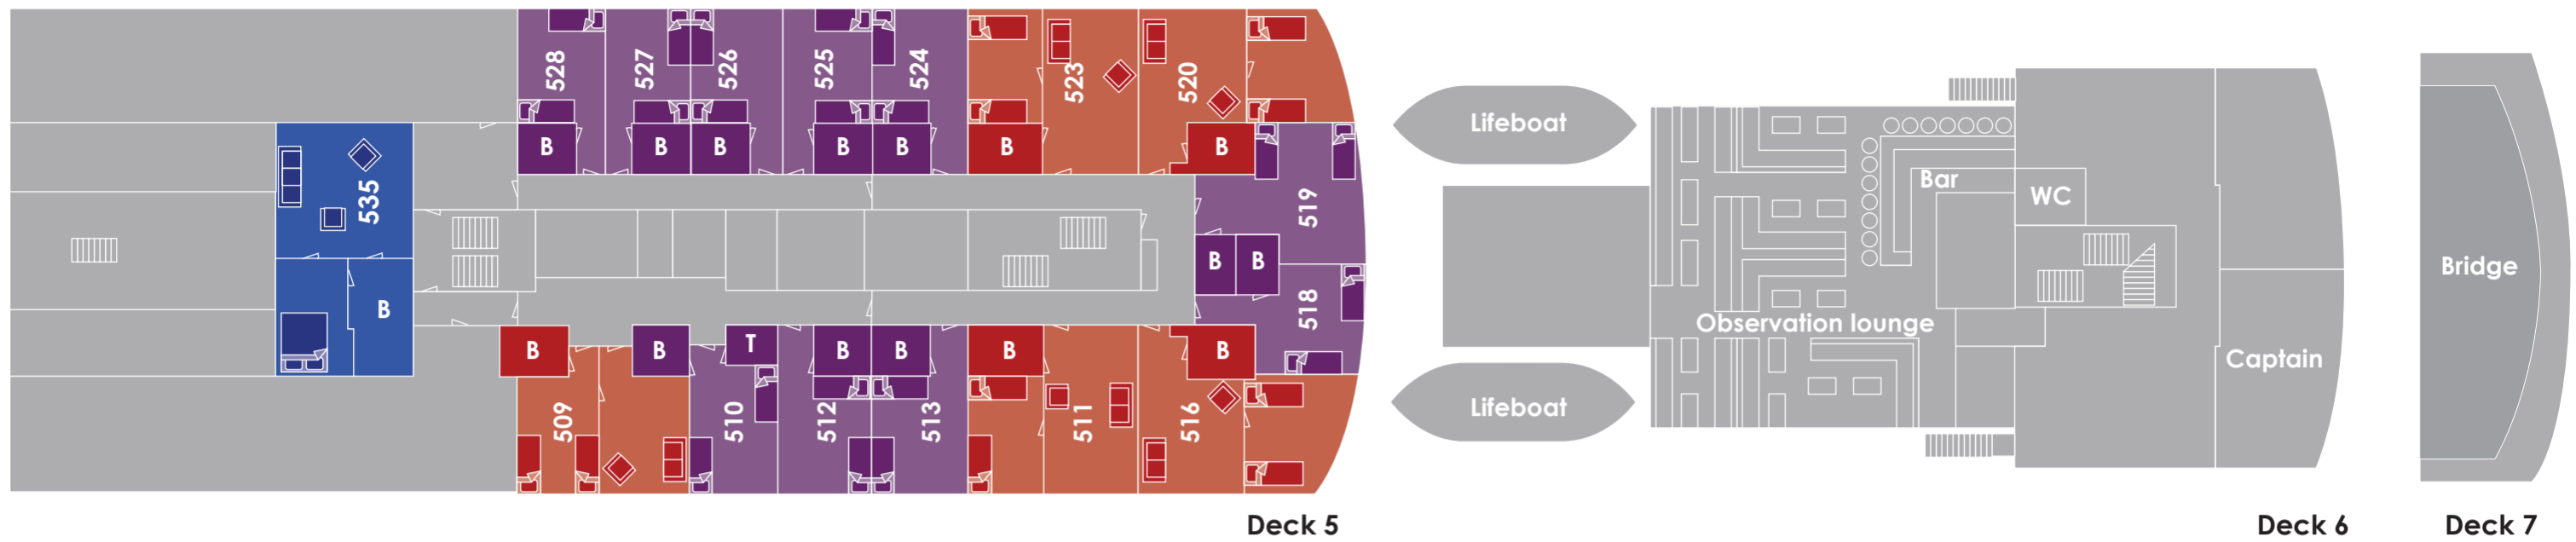 528
527
526
525
524
523
520
B
B
B
B
B
B
B
535
B
519
B
B
518
B
B
T
B
B
B
B
509
510
512
513
511
516
Deck 5
Lifeboat
Lifeboat
Bar
WC
Observation lounge
Captain
Deck 6
Bridge
Deck 7